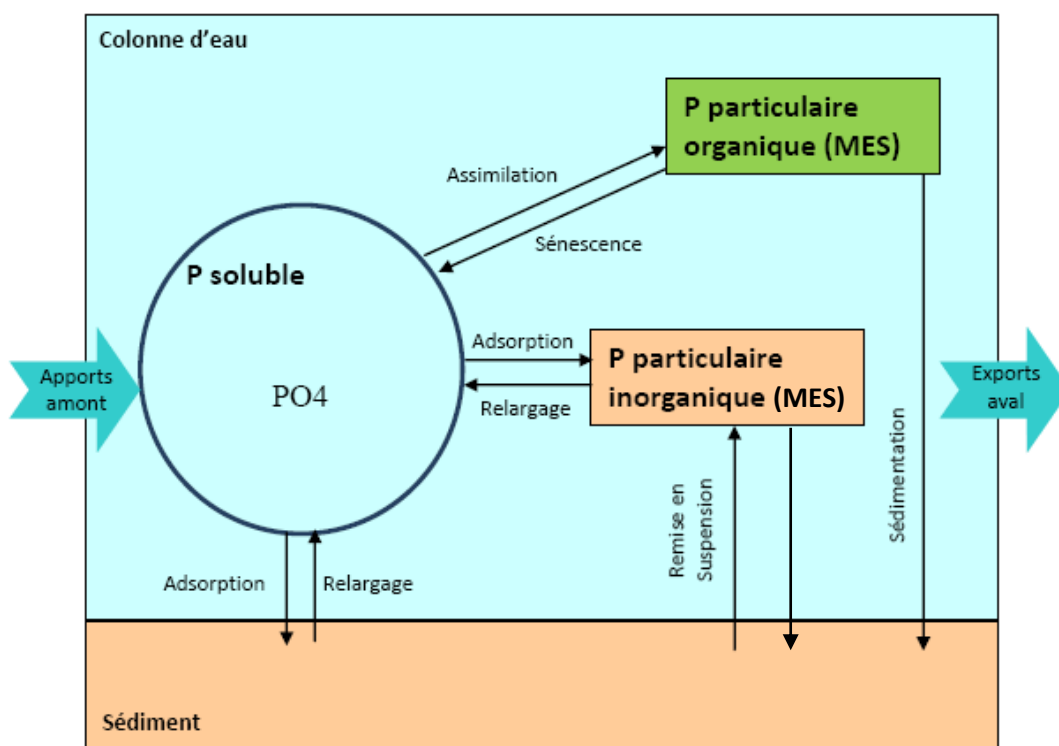 Colonne d'eau
P particulaire
organique (MES)
Assimilation
Sénescence
P soluble
Adsorption
P particulaire
inorganique (MES)
Apports
amont
PO4
Relargage
Exports
aval
Sédimentation
Remise en
Suspension
Adsorption
Relargage
Sédiment